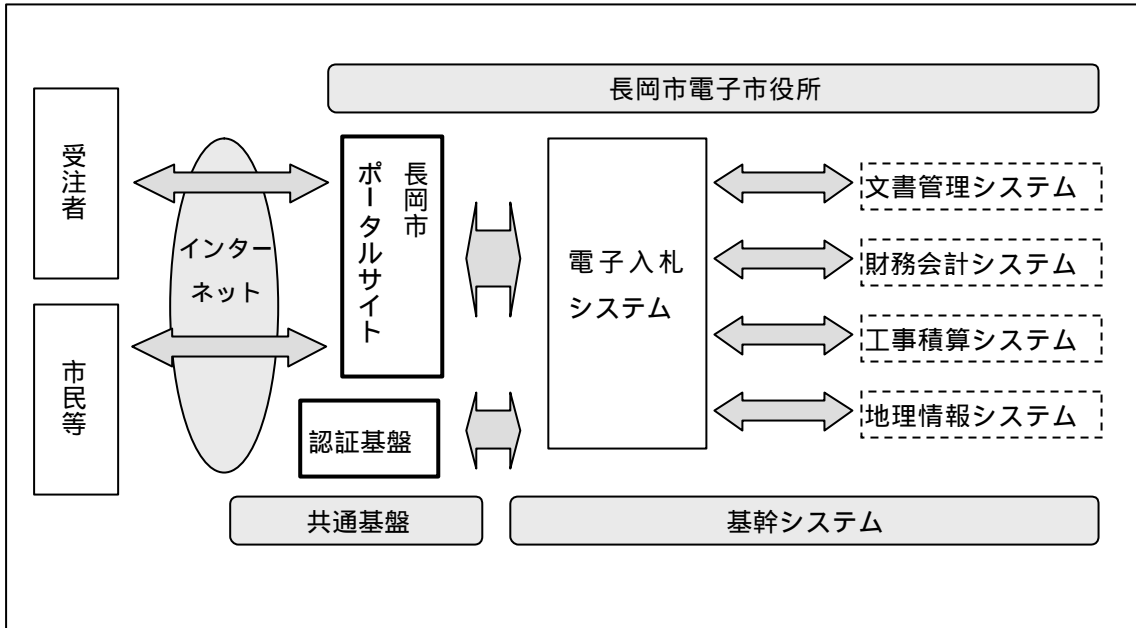 長岡市電子市役所
受注者
市民等
インター
ネット
長岡市
ポータルサイト
認証基盤
電子入札
システム
文書管理システム
財務会計システム
工事積算システム
地理情報システム
共通基盤
基幹システム